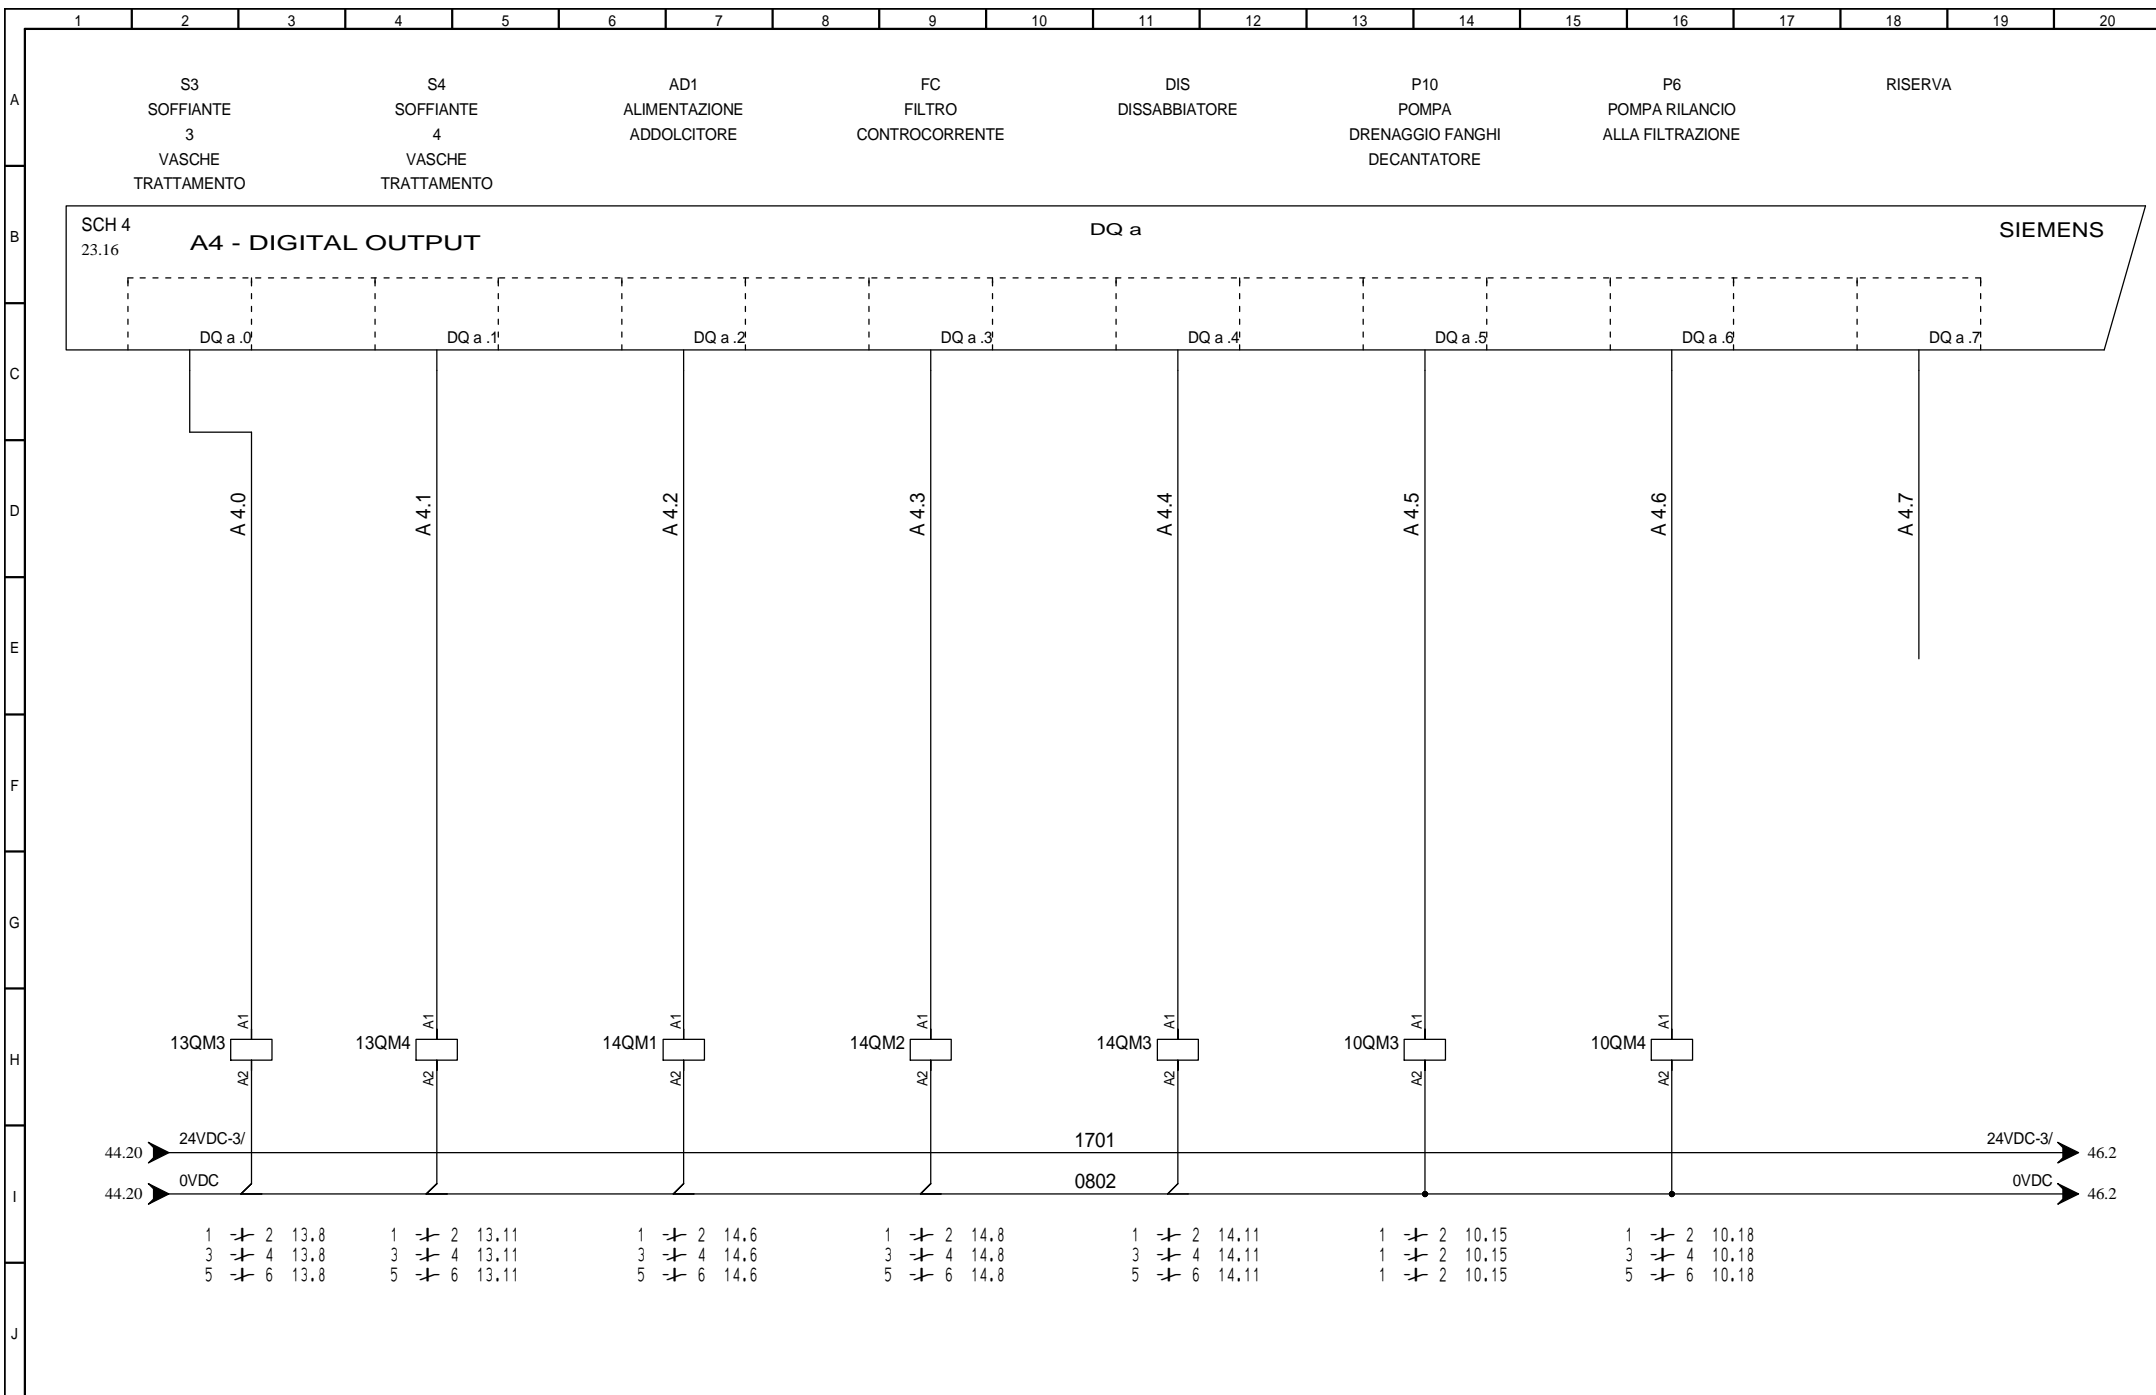 1 2 3 4 5 6 7 8 9 10 11 12 13 14 15 16 17 18 19 20
A
B
C
D
E
F
G
H
I
J
S3
SOFFIANTE
3
VASCHE
TRATTAMENTO
S4
SOFFIANTE
4
VASCHE
TRATTAMENTO
AD1
ALIMENTAZIONE
ADDOLCITORE
FC
FILTRO
CONTROCORRENTE
DIS
DISSABBIATORE
P10
POMPA
DRENAGGIO FANGHI
DECANTATORE
P6
POMPA RILANCIO
ALLA FILTRAZIONE
RISERVA
SCH 4
23.16
A4 - DIGITAL OUTPUT
DQ a
SIEMENS
DQ a .0 DQ a .1 DQ a .2 DQ a .3 DQ a .4 DQ a .5 DQ a .6 DQ a .7
A 4.0 A 4.1 A 4.2 A 4.3 A 4.4 A 4.5 A 4.6 A 4.7
A1 A1 A1 A1 A1 A1 A1
13QM3 13QM4 14QM1 14QM2 14QM3 10QM3 10QM4
A2 A2 A2 A2 A2 A2 A2
44.20 24VDC-3/ 1701 24VDC-3/ 46.2
44.20 0VDC 0802 0VDC 46.2
1 2 13.8 1 2 13.11 1 2 14.6 1 2 14.8 1 2 14.11 1 2 10.15 1 2 10.18
3 4 13.8 3 4 13.11 3 4 14.6 3 4 14.8 3 4 14.11 1 2 10.15 3 4 10.18
5 6 13.8 5 6 13.11 5 6 14.6 5 6 14.8 5 6 14.11 1 2 10.15 5 6 10.18